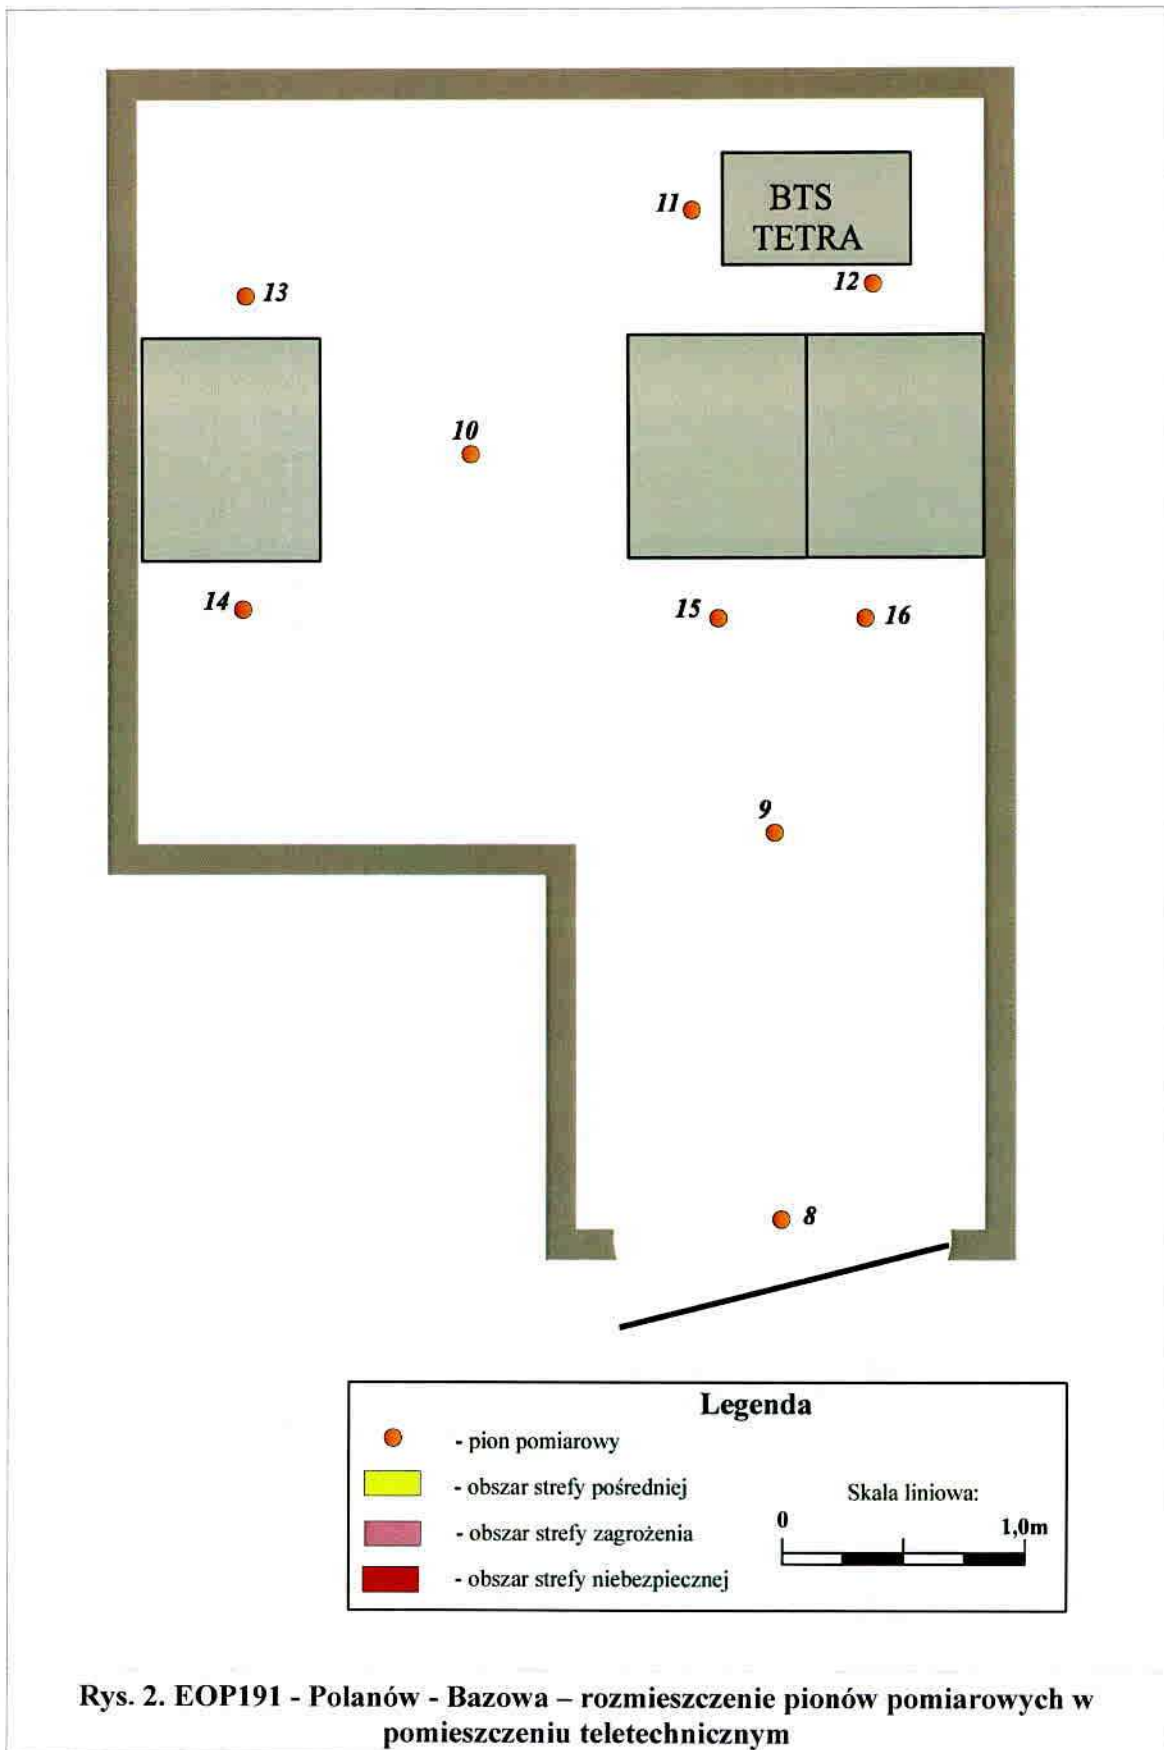 BTS
TETRA
11
12
13
10
14
15
16
9
8
Legenda
- pion pomiarowy
- obszar strefy pośredniej
- obszar strefy zagrożenia
- obszar strefy niebezpiecznej
Skala liniowa:
0
1,0m
Rys. 2. EOP191 - Polanów - Bazowa – rozmieszczenie pionów pomiarowych w
pomieszczeniu teletechnicznym